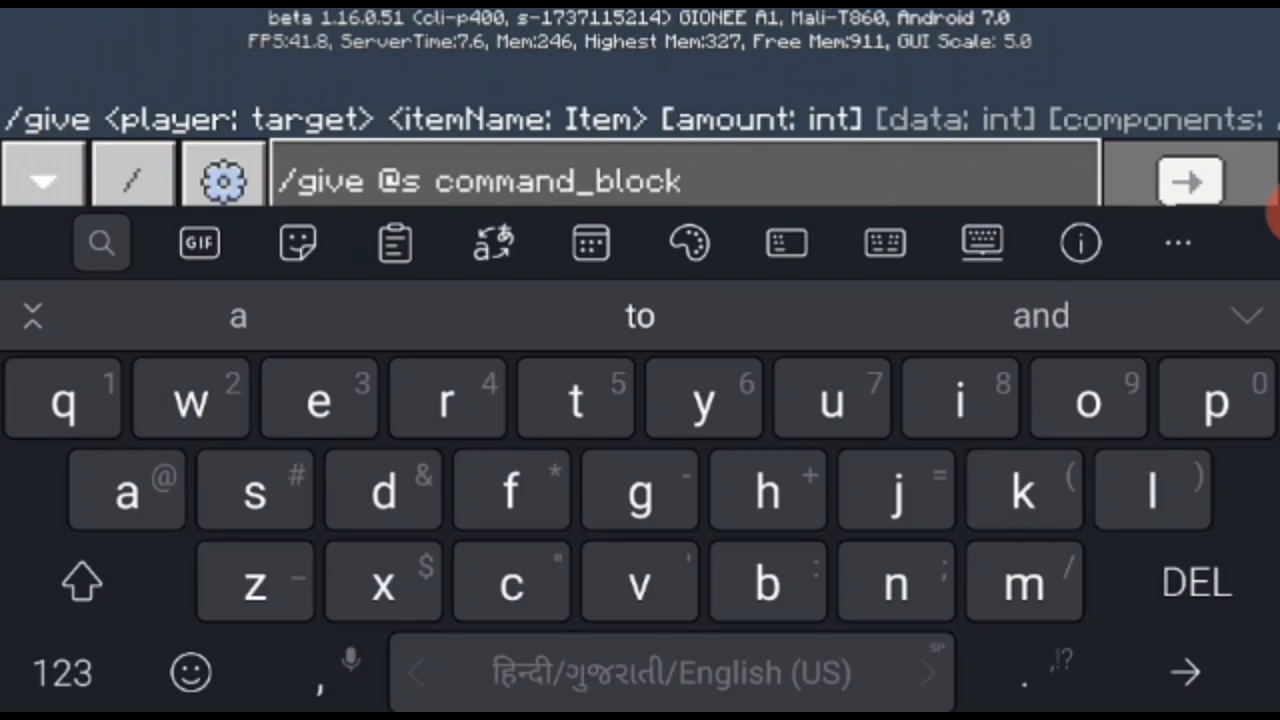 beta 1.16.0.51 (cli-p400, s-1737115214) GIONEE A1, Mali-T860, Android 7.0
FPS:41.8, ServerTime:7.6, Mem:246, Highest Mem:327, Free Mem:911, GUI Scale: 5.0
/give <player: target> <itemName: Item> [amount: int] [data: int] [components:
/ /give @s command_block
GIF
a to and
q 1 w 2 e 3 r 4 t 5 y 6 u 7 i 8 o 9 p 0
a @ s # d & f * g - h + j = k ( l )
z _ x $ c " v ' b : n ; m / DEL
123 , हिन्दी/ગુજરાતી/English (US) SP . ,!?